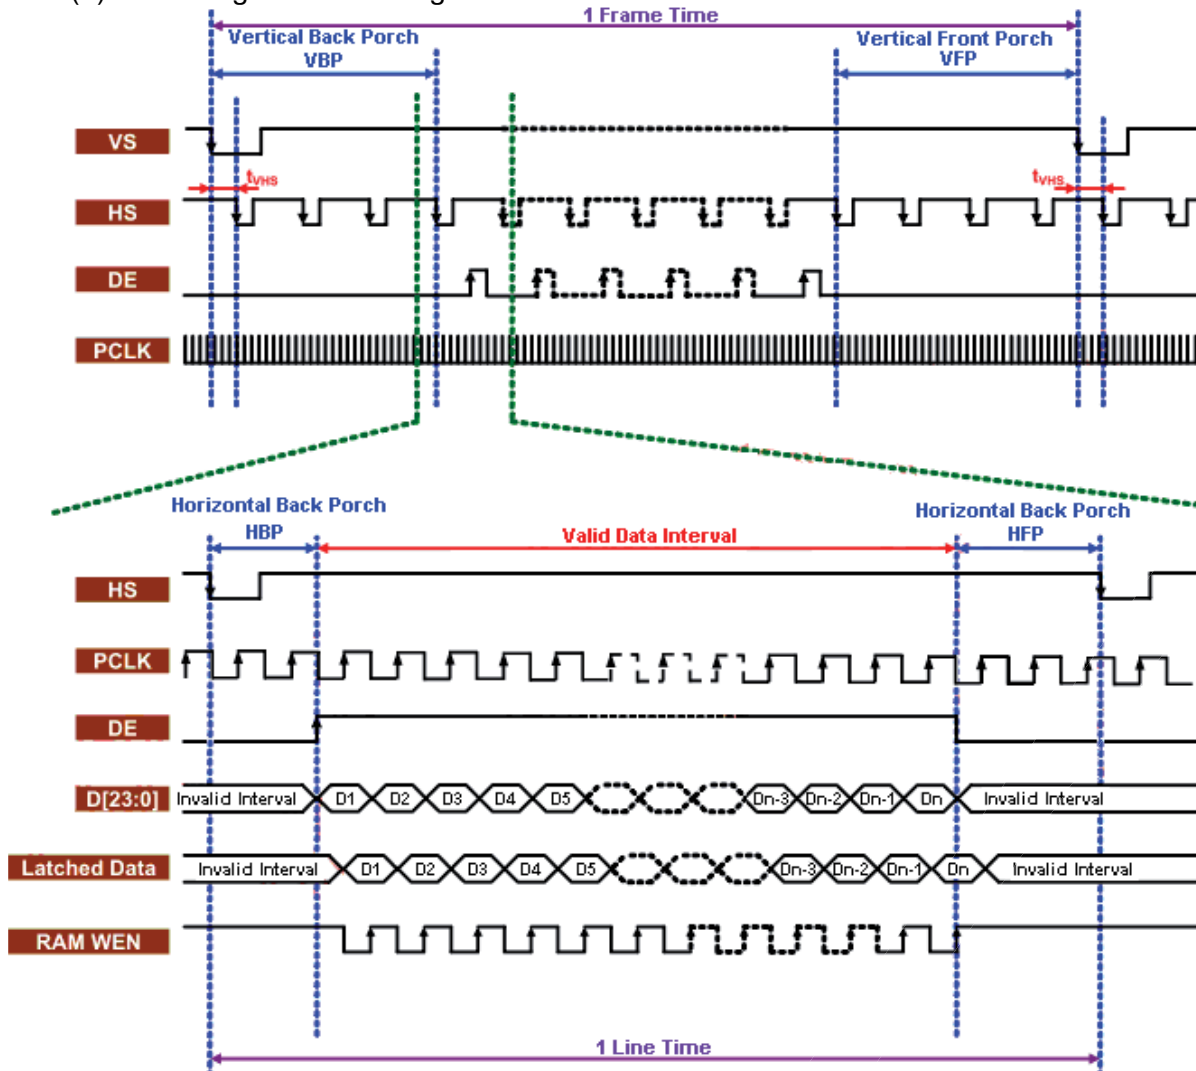 1 Frame Time
Vertical Back Porch
VBP
Vertical Front Porch
VFP
VS
tVHS
tVHS
HS
DE
PCLK
Horizontal Back Porch
HBP
Valid Data Interval
Horizontal Back Porch
HFP
HS
PCLK
DE
D[23:0] Invalid Interval D1 D2 D3 D4 D5 Dn-3 Dn-2 Dn-1 Dn Invalid Interval
Latched Data Invalid Interval D1 D2 D3 D4 D5 Dn-3 Dn-2 Dn-1 Dn Invalid Interval
RAM WEN
1 Line Time